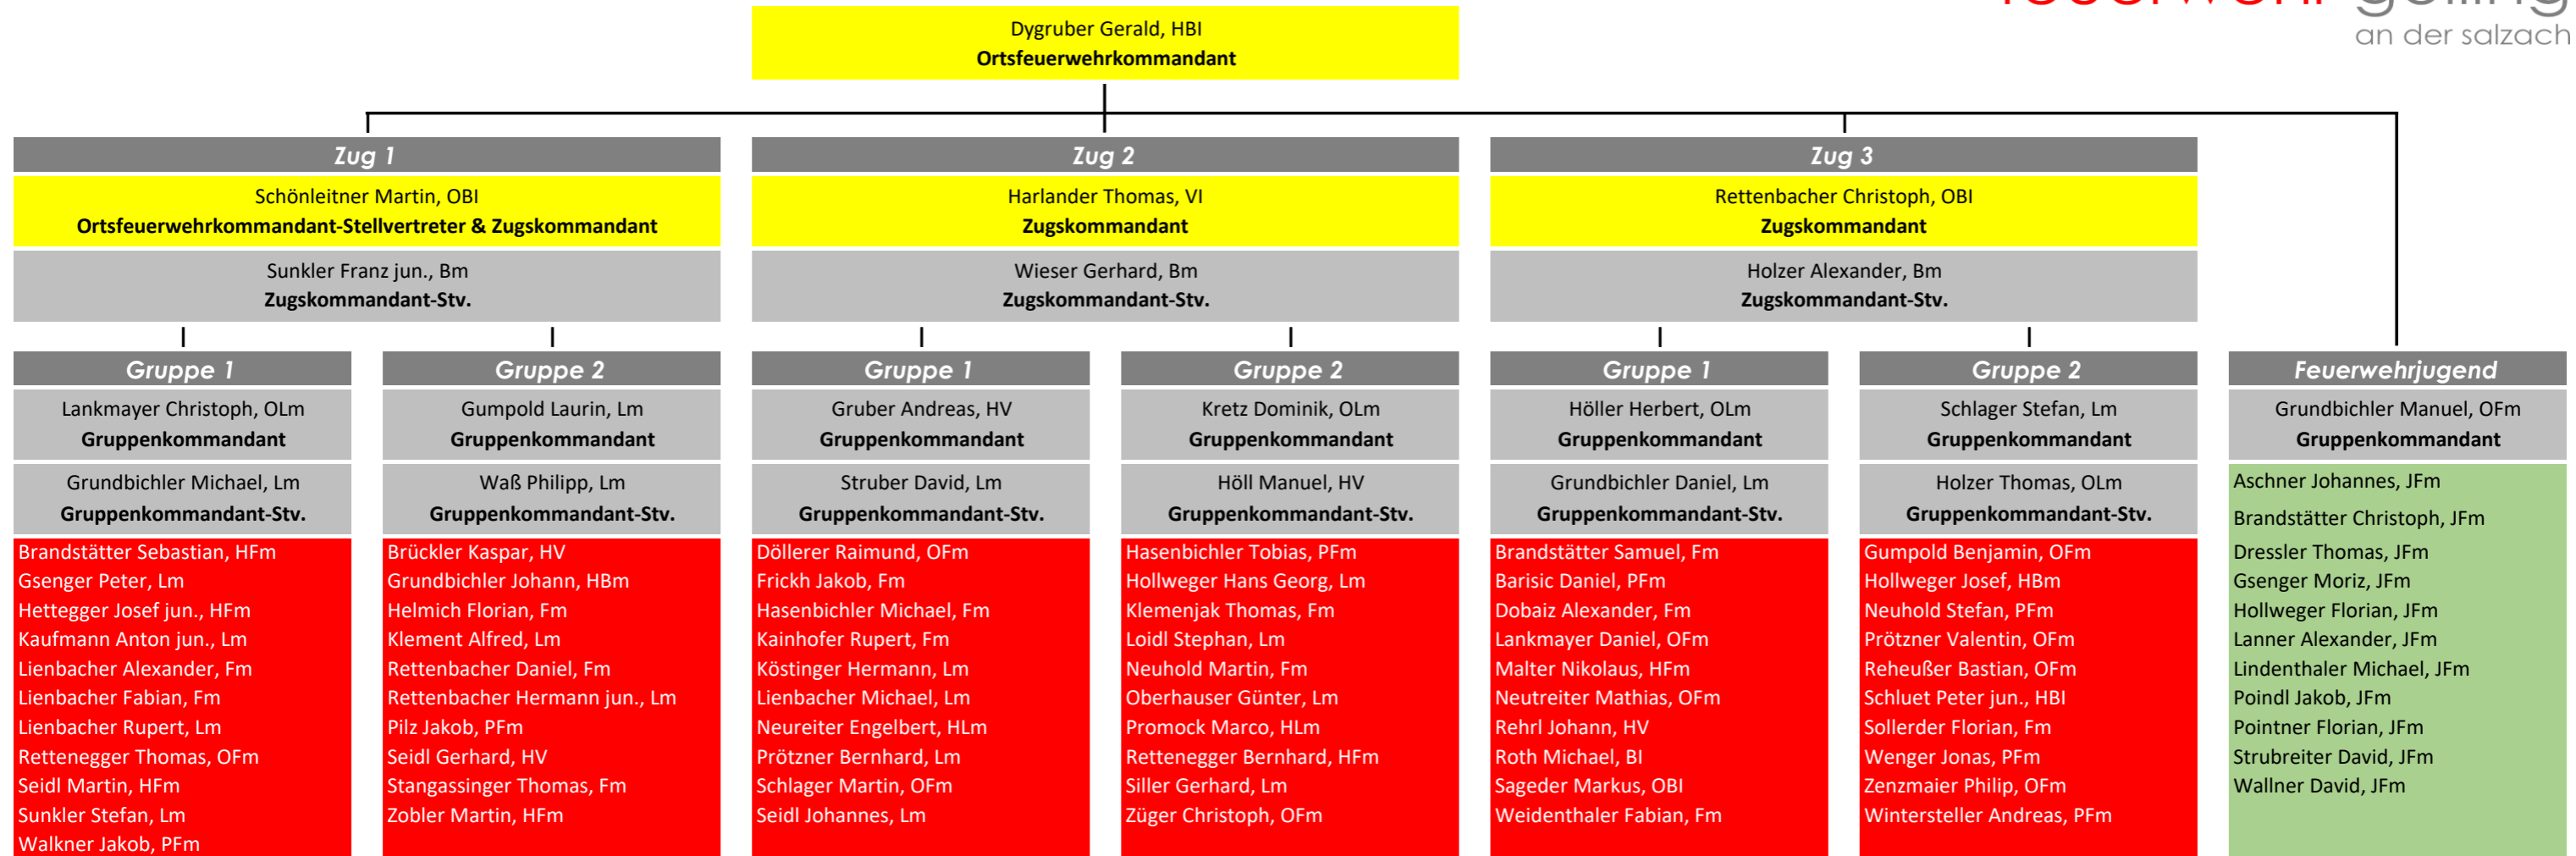 feuerwehr golling
an der salzach
Dygruber Gerald, HBI
Ortsfeuerwehrkommandant
Zug 1
Schönleitner Martin, OBI
Ortsfeuerwehrkommandant-Stellvertreter & Zugskommandant
Sunkler Franz jun., Bm
Zugskommandant-Stv.
Zug 2
Harlander Thomas, VI
Zugskommandant
Wieser Gerhard, Bm
Zugskommandant-Stv.
Zug 3
Rettenbacher Christoph, OBI
Zugskommandant
Holzer Alexander, Bm
Zugskommandant-Stv.
Gruppe 1
Lankmayer Christoph, OLm
Gruppenkommandant
Grundbichler Michael, Lm
Gruppenkommandant-Stv.
Brandstätter Sebastian, HFm
Gsenger Peter, Lm
Hettegger Josef jun., HFm
Kaufmann Anton jun., Lm
Lienbacher Alexander, Fm
Lienbacher Fabian, Fm
Lienbacher Rupert, Lm
Rettenegger Thomas, OFm
Seidl Martin, HFm
Sunkler Stefan, Lm
Walkner Jakob, PFm
Gruppe 2
Gumpold Laurin, Lm
Gruppenkommandant
Waß Philipp, Lm
Gruppenkommandant-Stv.
Brückler Kaspar, HV
Grundbichler Johann, HBm
Helmich Florian, Fm
Klement Alfred, Lm
Rettenbacher Daniel, Fm
Rettenbacher Hermann jun., Lm
Pilz Jakob, PFm
Seidl Gerhard, HV
Stangassinger Thomas, Fm
Zobler Martin, HFm
Gruppe 1
Gruber Andreas, HV
Gruppenkommandant
Struber David, Lm
Gruppenkommandant-Stv.
Döllerer Raimund, OFm
Frickh Jakob, Fm
Hasenbichler Michael, Fm
Kainhofer Rupert, Fm
Köstinger Hermann, Lm
Lienbacher Michael, Lm
Neureiter Engelbert, HLm
Prötzner Bernhard, Lm
Schlager Martin, OFm
Seidl Johannes, Lm
Gruppe 2
Kretz Dominik, OLm
Gruppenkommandant
Höll Manuel, HV
Gruppenkommandant-Stv.
Hasenbichler Tobias, PFm
Hollweger Hans Georg, Lm
Klemenjak Thomas, Fm
Loidl Stephan, Lm
Neuhold Martin, Fm
Oberhauser Günter, Lm
Promock Marco, HLm
Rettenegger Bernhard, HFm
Siller Gerhard, Lm
Züger Christoph, OFm
Gruppe 1
Höller Herbert, OLm
Gruppenkommandant
Grundbichler Daniel, Lm
Gruppenkommandant-Stv.
Brandstätter Samuel, Fm
Barisic Daniel, PFm
Dobaiz Alexander, Fm
Lankmayer Daniel, OFm
Malter Nikolaus, HFm
Neutreiter Mathias, OFm
Rehrl Johann, HV
Roth Michael, BI
Sageder Markus, OBI
Weidenthaler Fabian, Fm
Gruppe 2
Schlager Stefan, Lm
Gruppenkommandant
Holzer Thomas, OLm
Gruppenkommandant-Stv.
Gumpold Benjamin, OFm
Hollweger Josef, HBm
Neuhold Stefan, PFm
Prötzner Valentin, OFm
Reheußer Bastian, OFm
Schluet Peter jun., HBI
Sollerder Florian, Fm
Wenger Jonas, PFm
Zenzmaier Philip, OFm
Wintersteller Andreas, PFm
Feuerwehrjugend
Grundbichler Manuel, OFm
Gruppenkommandant
Aschner Johannes, JFm
Brandstätter Christoph, JFm
Dressler Thomas, JFm
Gsenger Moriz, JFm
Hollweger Florian, JFm
Lanner Alexander, JFm
Lindenthaler Michael, JFm
Poindl Jakob, JFm
Pointner Florian, JFm
Strubreiter David, JFm
Wallner David, JFm